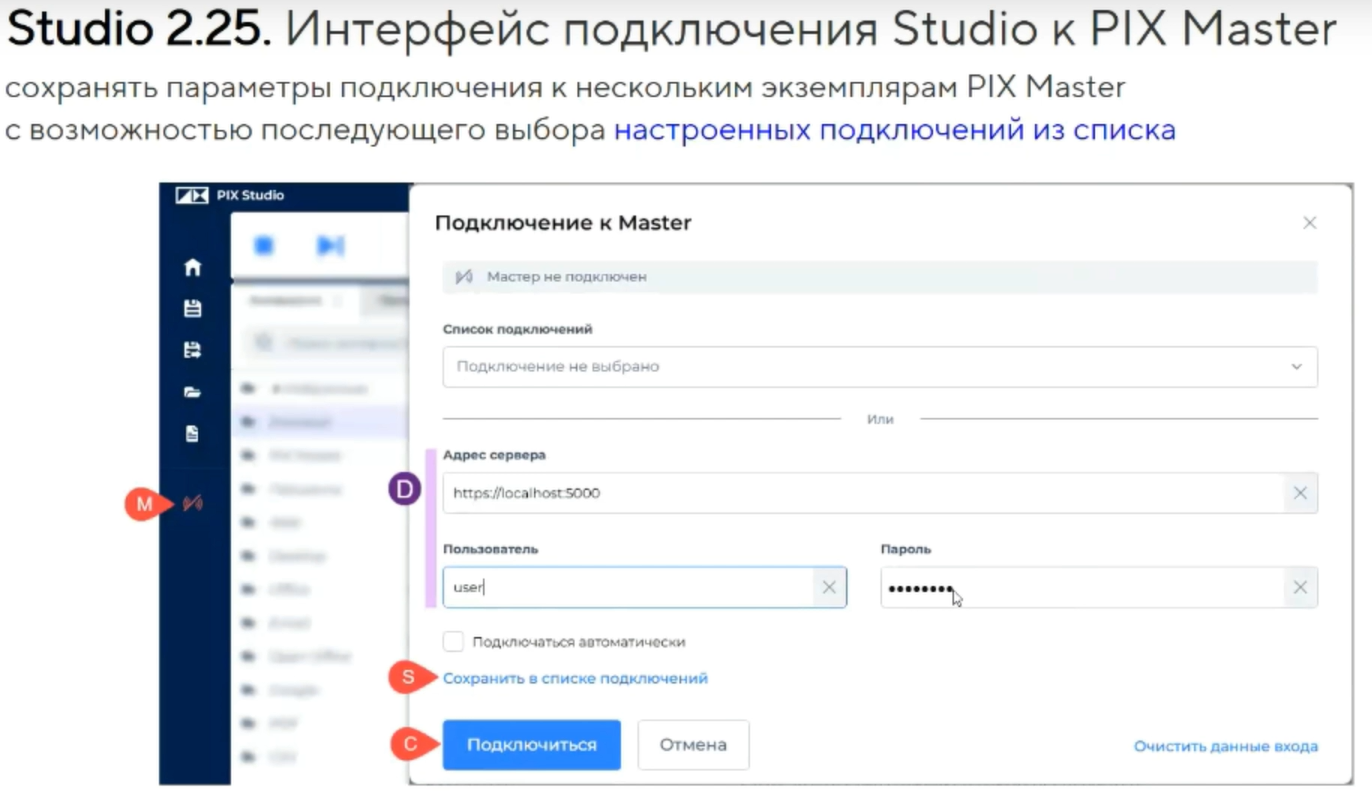 Studio 2.25. Интерфейс подключения Studio к PIX Master
сохранять параметры подключения к нескольким экземплярам PIX Master
с возможностью последующего выбора настроенных подключений из списка
PIX Studio
Подключение к Master
Мастер не подключен
Список подключений
Подключение не выбрано
Или
Адрес сервера
D
https://localhost:5000
M
Пользователь Пароль
user ••••••••
Подключаться автоматически
S Сохранить в списке подключений
C Подключиться Отмена Очистить данные входа